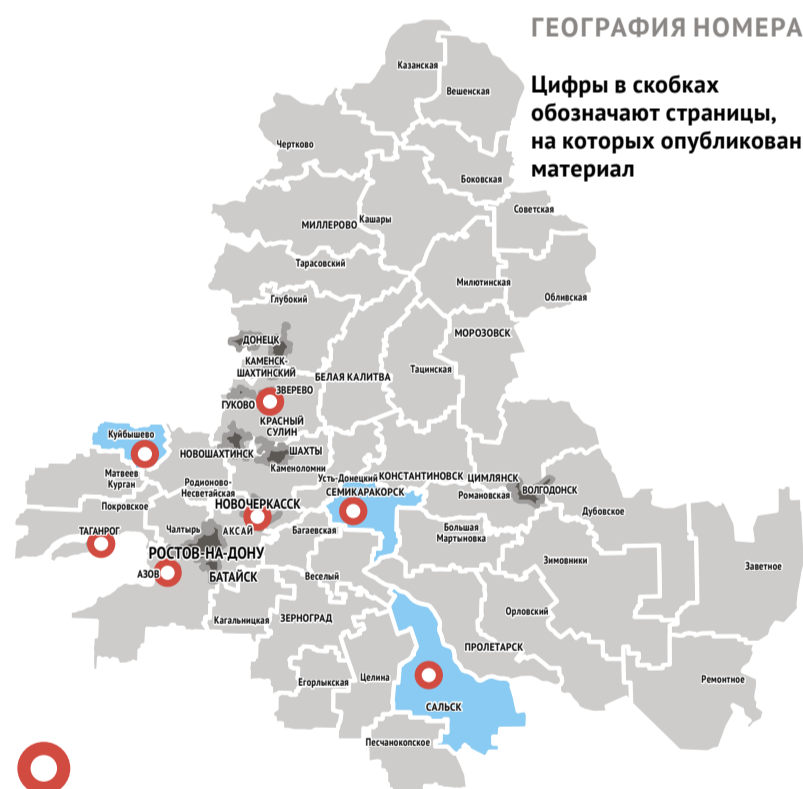 ГЕОГРАФИЯ НОМЕРА
Цифры в скобках
обозначают страницы,
на которых опубликован
материал
Казанская
Вешенская
Чертково
Боковская
Советская
Кашары
МИЛЛЕРОВО
Тарасовский
Милютинская
Обливская
Глубокий
МОРОЗОВСК
ДОНЕЦК
КАМЕНСК-
ШАХТИНСКИЙ
БЕЛАЯ КАЛИТВА
Тацинская
ЗВЕРЕВО
ГУКОВО
КРАСНЫЙ
СУЛИН
Куйбышево
НОВОШАХТИНСК
ШАХТЫ
Каменоломни
Матвеев
Курган
Родионово-
Несветайская
Усть-Донецкий
КОНСТАНТИНОВСК
ЦИМЛЯНСК
СЕМИКАРАКОРСК
Романовская
ВОЛГОДОНСК
Покровское
НОВОЧЕРКАССК
Дубовское
ТАГАНРОГ
Чалтырь
АКСАЙ
Багаевская
Большая
Мартыновка
РОСТОВ-НА-ДОНУ
Зимовники
Заветное
АЗОВ
БАТАЙСК
Веселый
Орловский
Кагальницкая
ЗЕРНОГРАД
ПРОЛЕТАРСК
Егорлыкская
Целина
Ремонтное
САЛЬСК
Песчанокопское